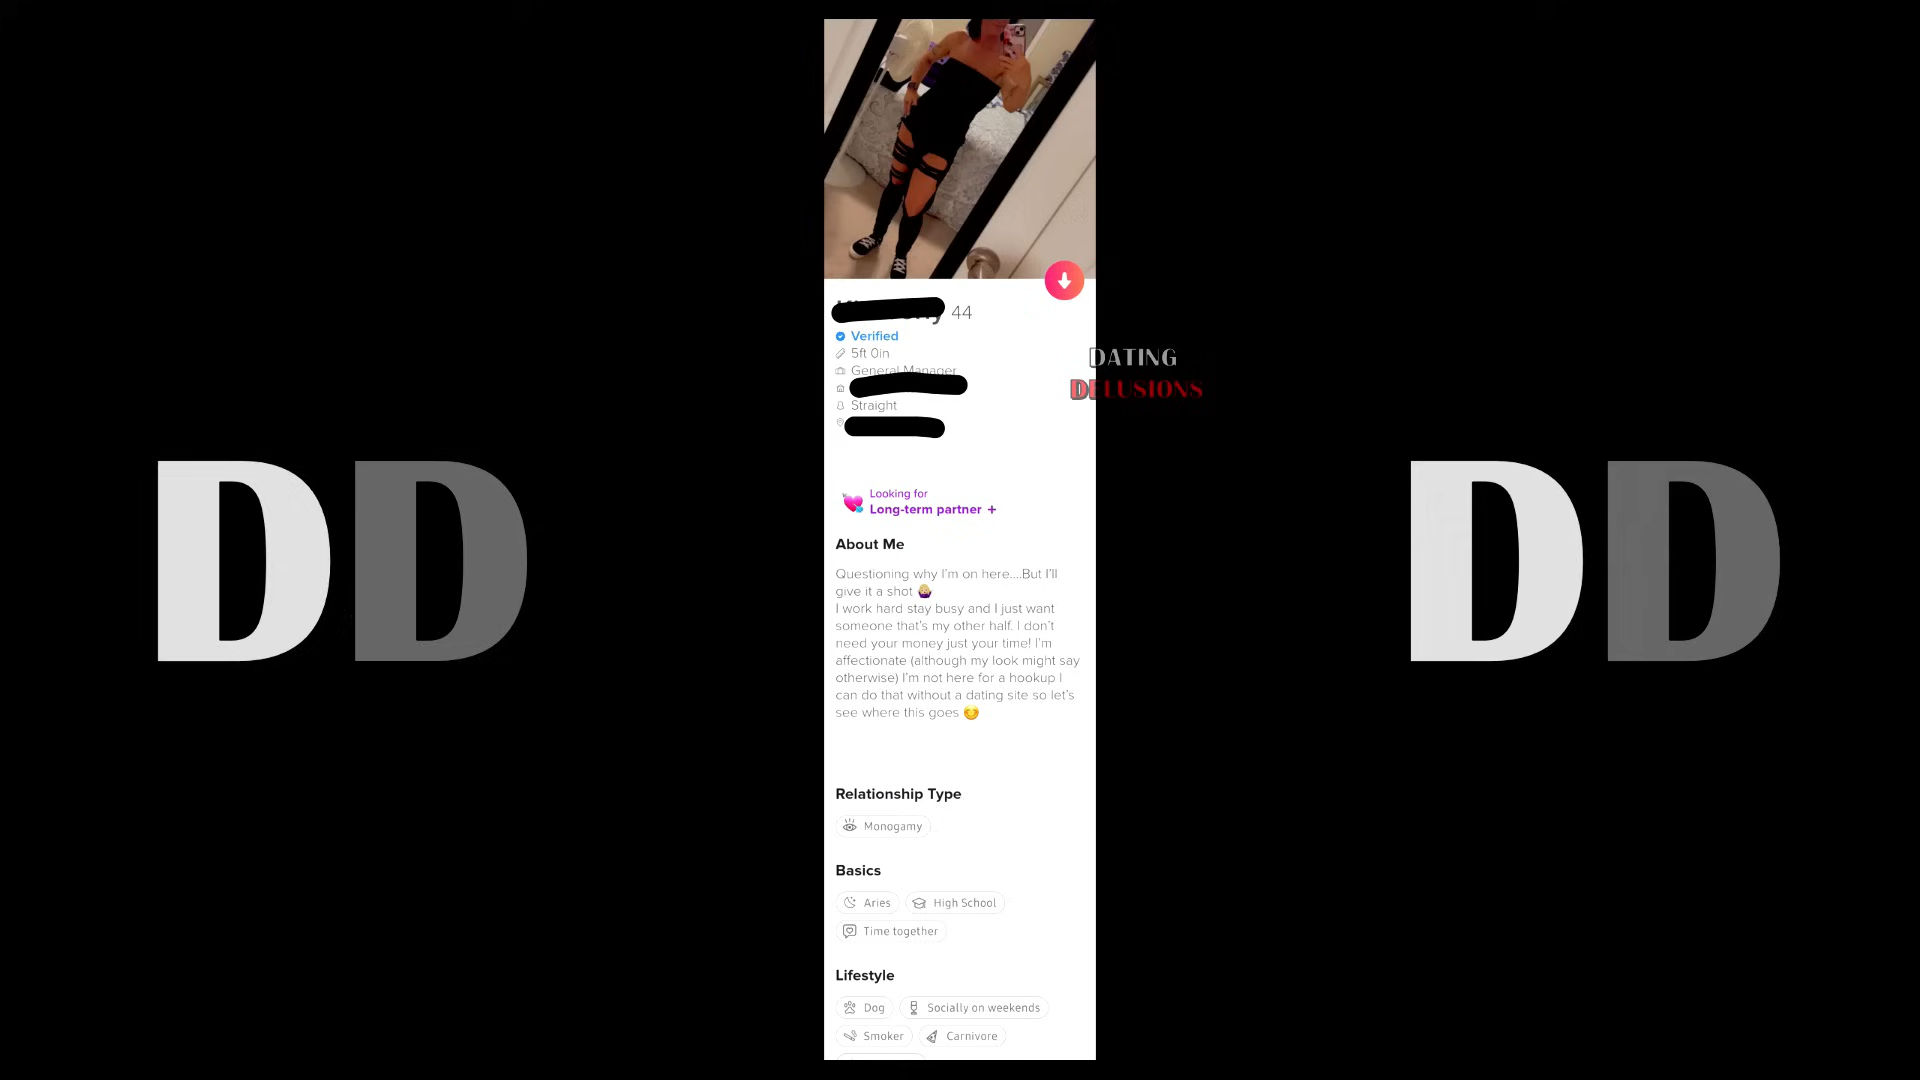 44
Verified
5ft 0in
General Manager
Straight
DATING
DELUSIONS
DD
DD
Looking for
Long-term partner +
About Me
Questioning why I'm on here....But I'll
give it a shot 🤷🏼‍♀️
I work hard stay busy and I just want
someone that's my other half. I don't
need your money just your time! I'm
affectionate (although my look might say
otherwise) I'm not here for a hookup I
can do that without a dating site so let's
see where this goes 😊
Relationship Type
Monogamy
Basics
Aries High School
Time together
Lifestyle
Dog Socially on weekends
Smoker Carnivore